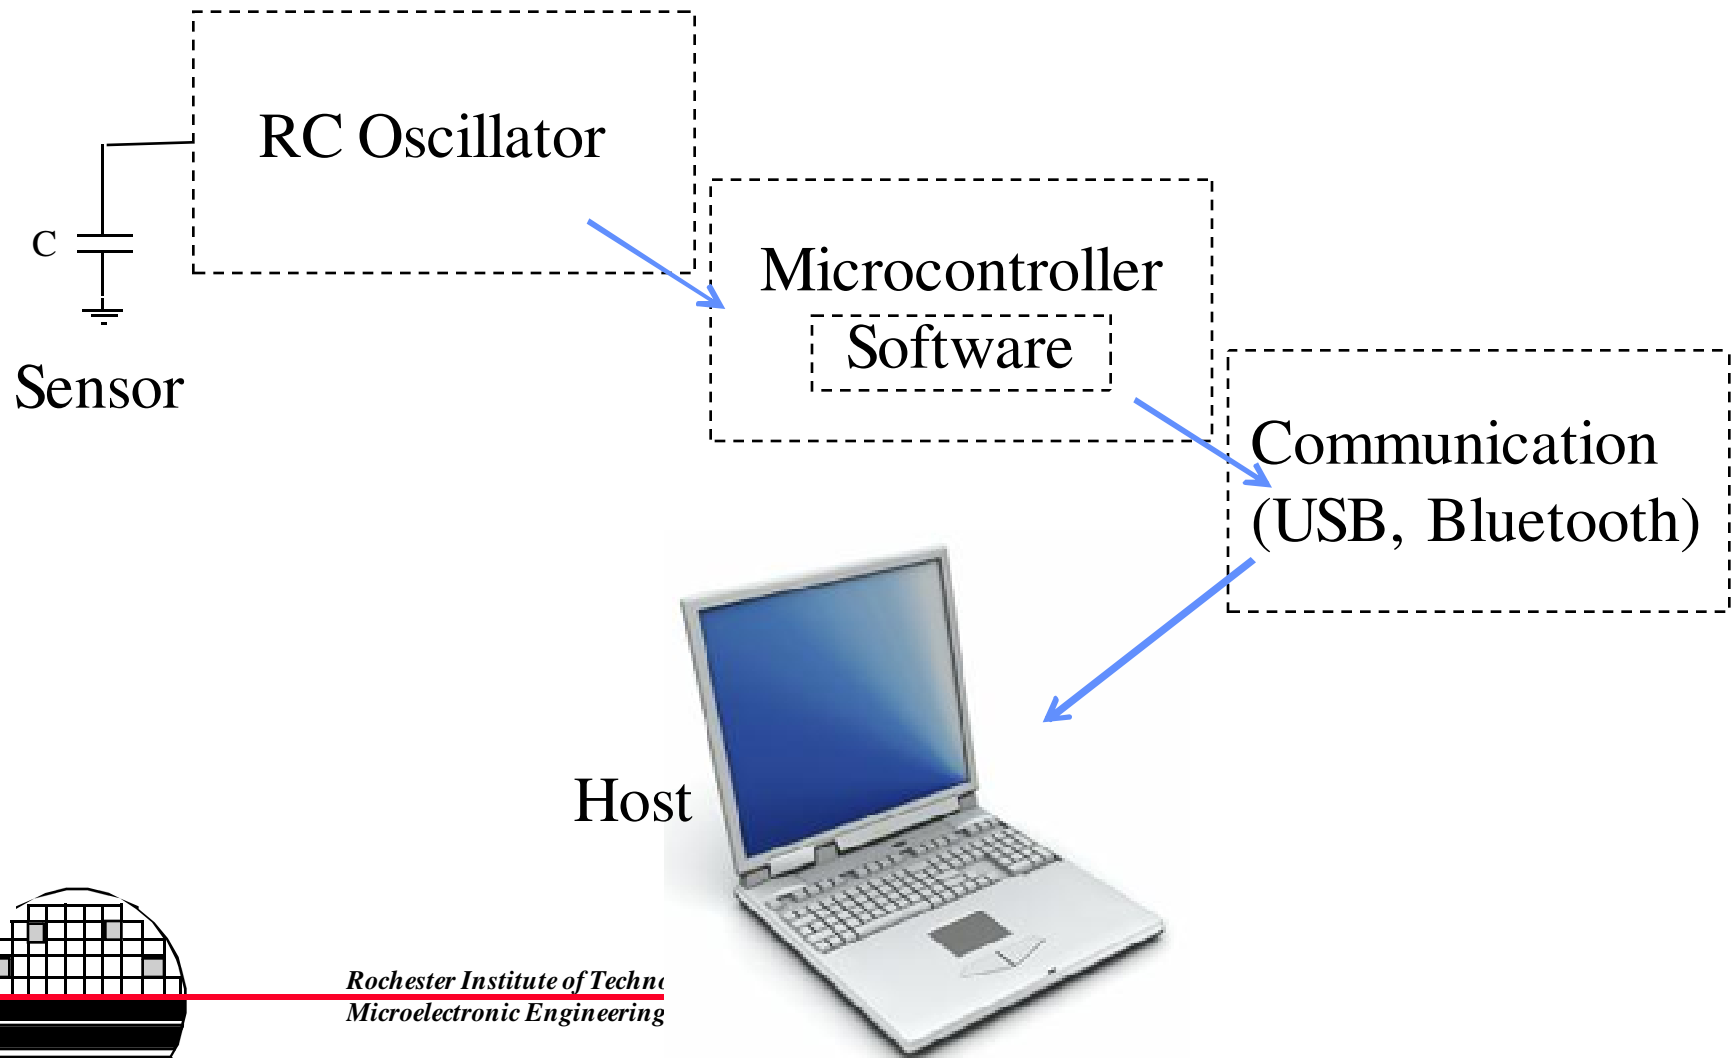 RC Oscillator
C
Sensor
Microcontroller
Software
Communication
(USB, Bluetooth)
Host
Rochester Institute of
Microelectronic Engineering